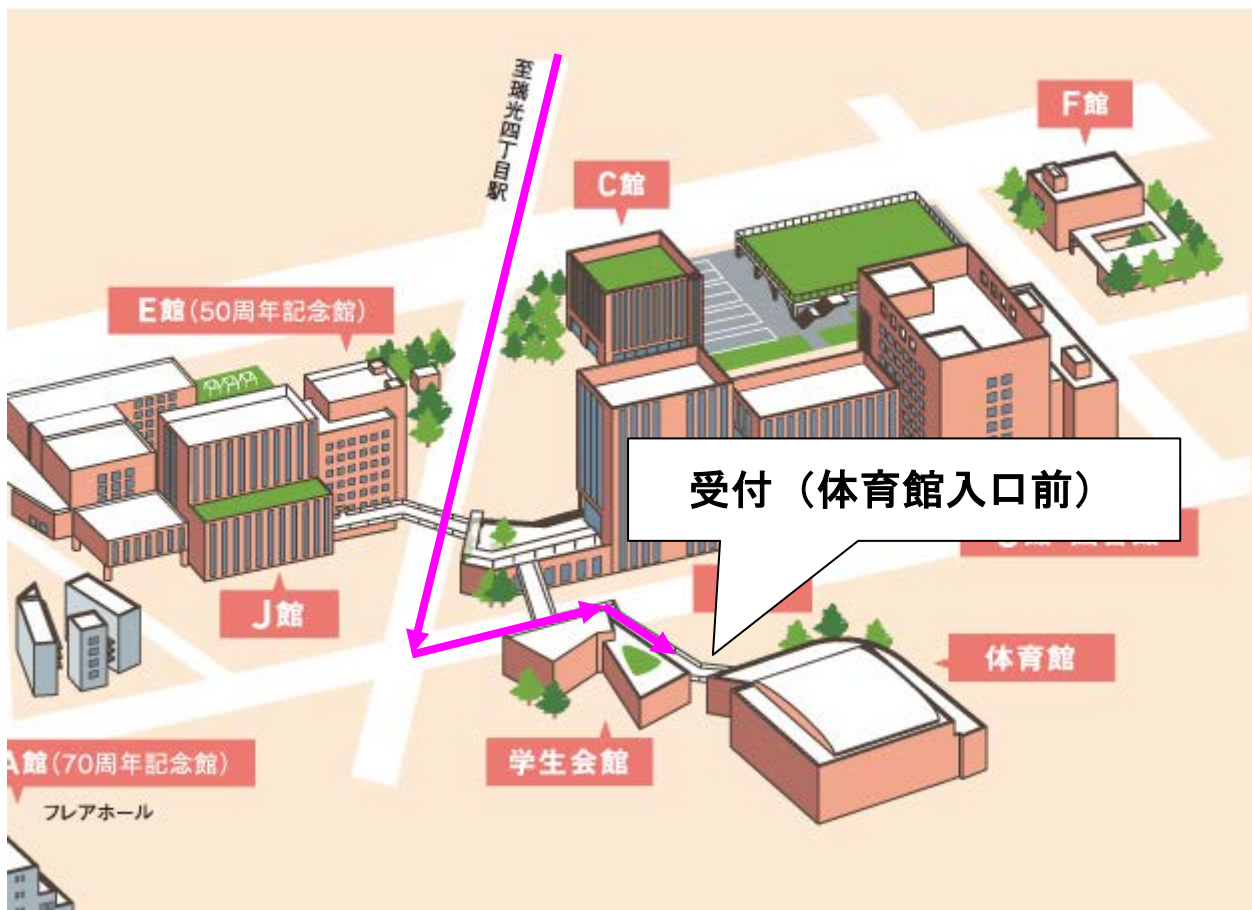 至瑞光四丁目駅
F館
C館
E館(50周年記念館)
受付（体育館入口前）
J館
体育館
学生会館
A館(70周年記念館)
フレアホール